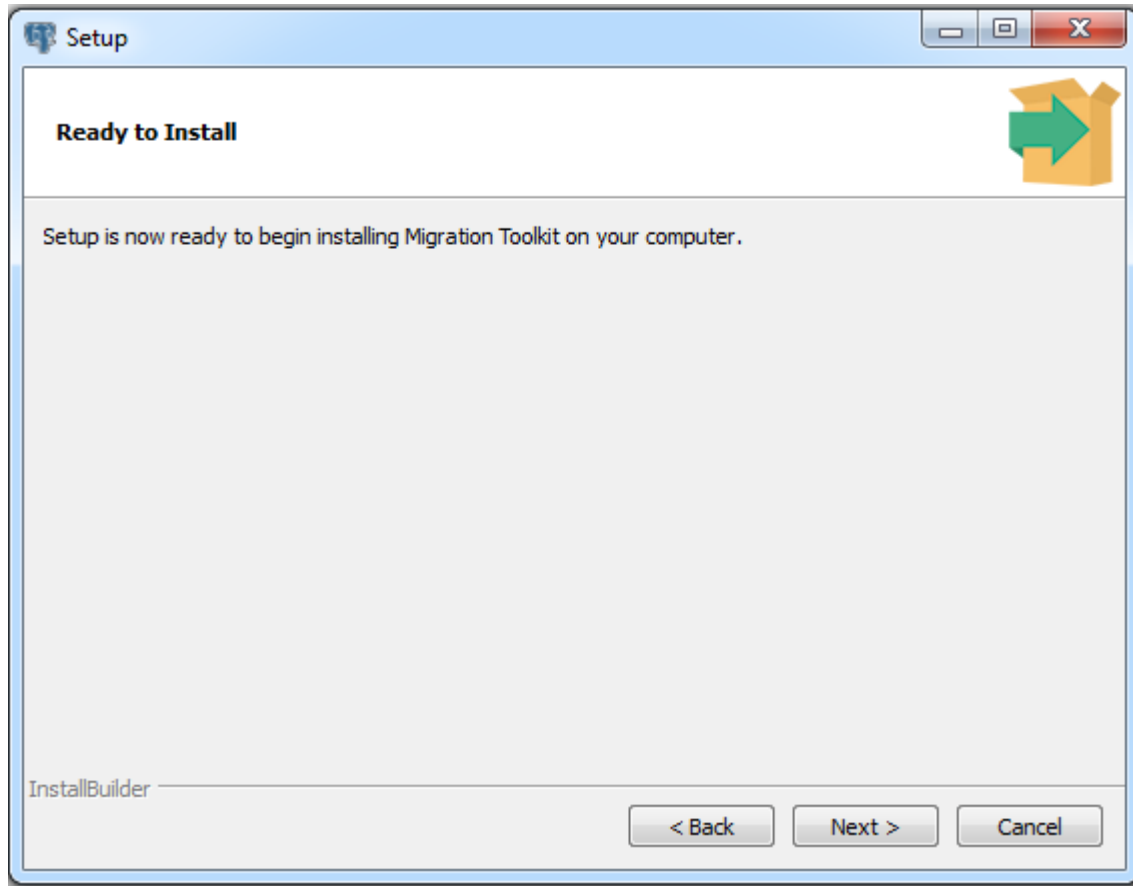 Setup
Ready to Install
Setup is now ready to begin installing Migration Toolkit on your computer.
InstallBuilder
< Back
Next >
Cancel